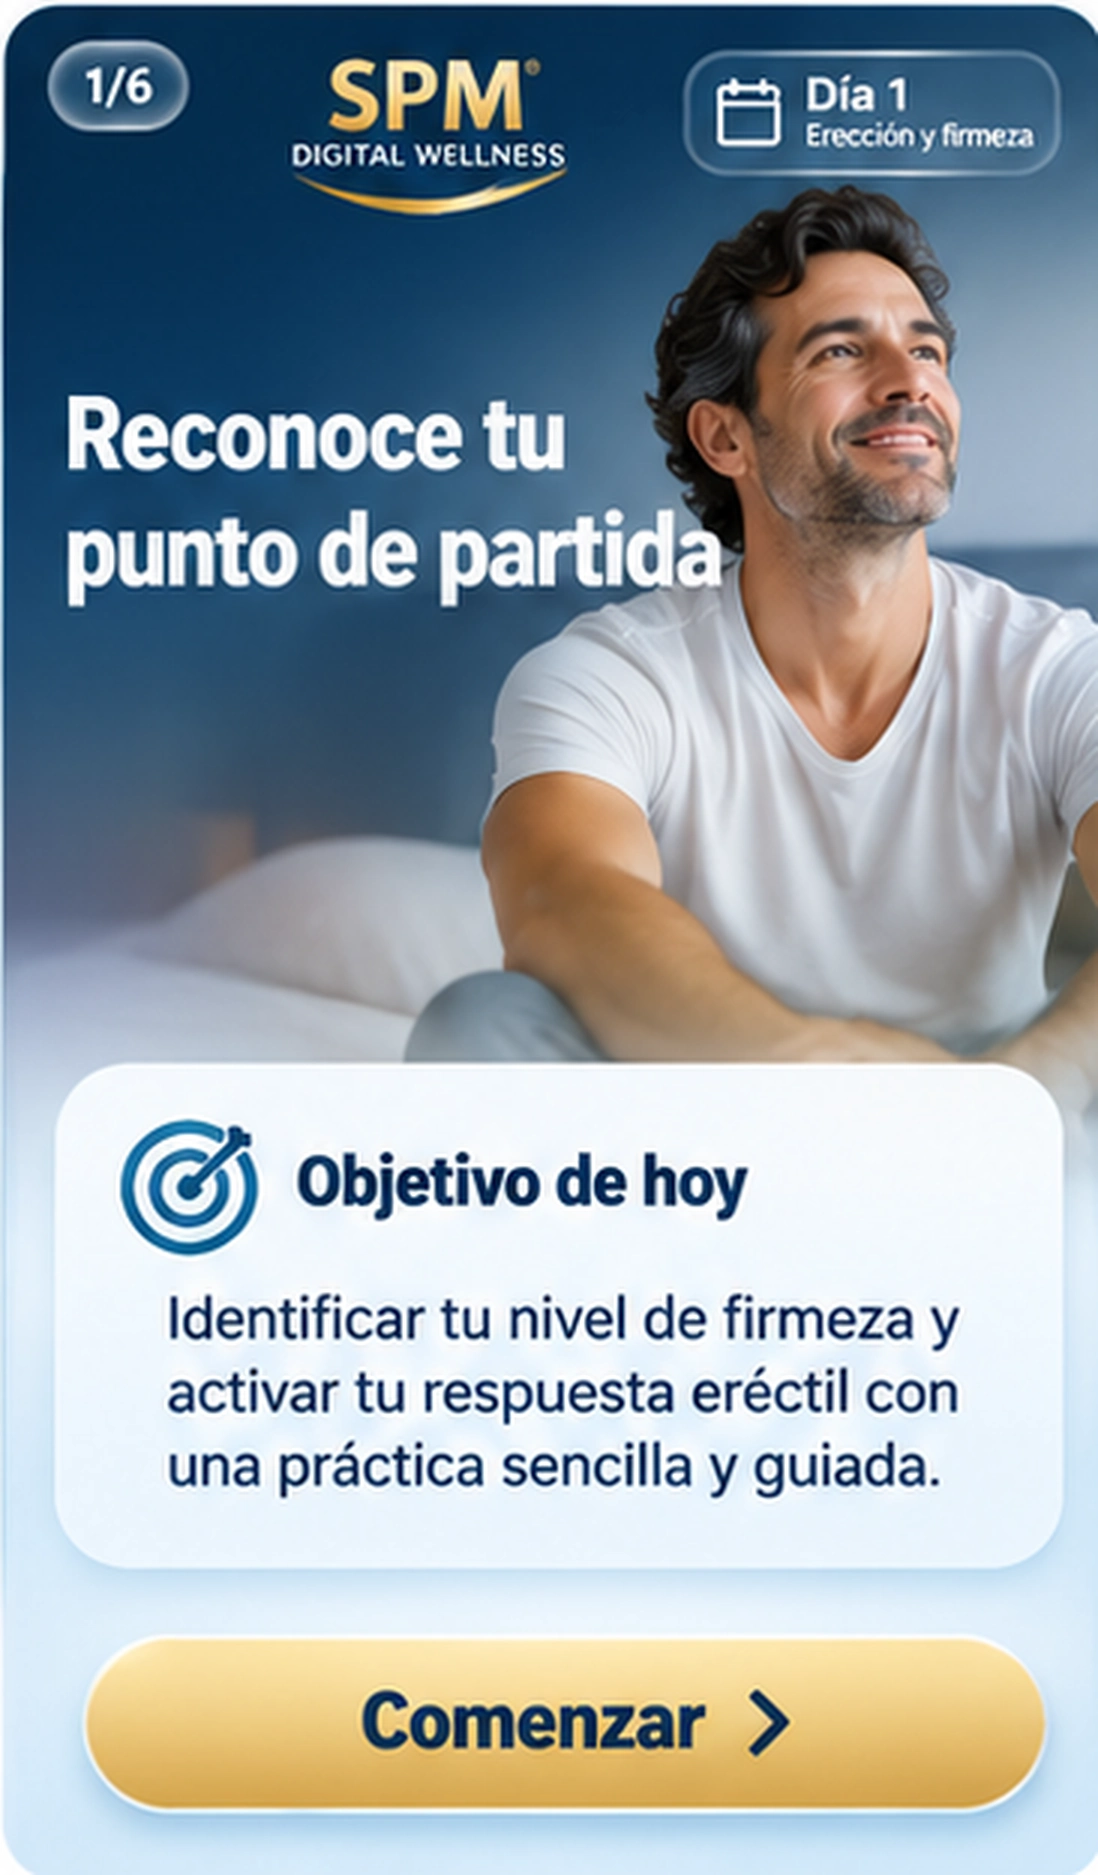 1/6
SPM®
DIGITAL WELLNESS
Día 1
Erección y firmeza
Reconoce tu
punto de partida
Objetivo de hoy
Identificar tu nivel de firmeza y
activar tu respuesta eréctil con
una práctica sencilla y guiada.
Comenzar